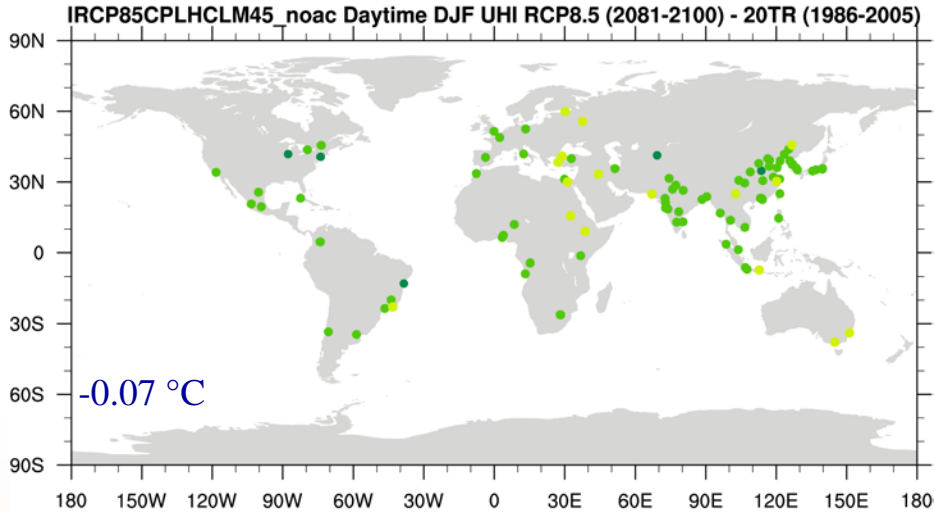 IRCP85CPLHCLM45_noac Daytime DJF UHI RCP8.5 (2081-2100) - 20TR (1986-2005)
90N
60N
30N
0
30S
60S
90S
-0.07 °C
180 150W 120W 90W 60W 30W 0 30E 60E 90E 120E 150E 180